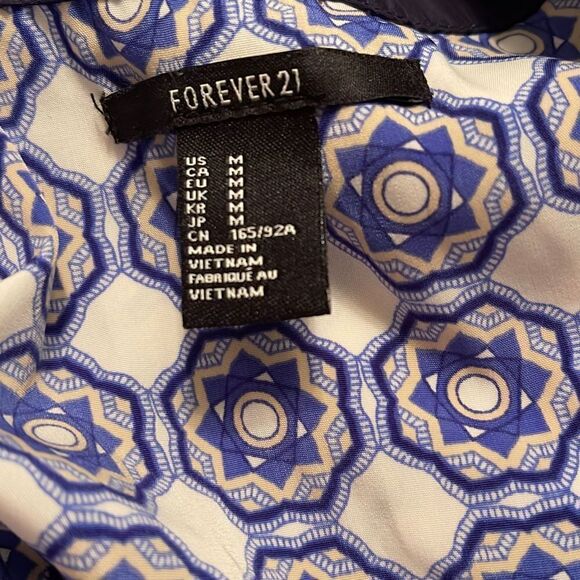 FOREVER 21
US M
CA M
EU M
UK M
KR M
JP M
CN 165/92A
MADE IN
VIETNAM
FABRIQUÉ AU
VIETNAM